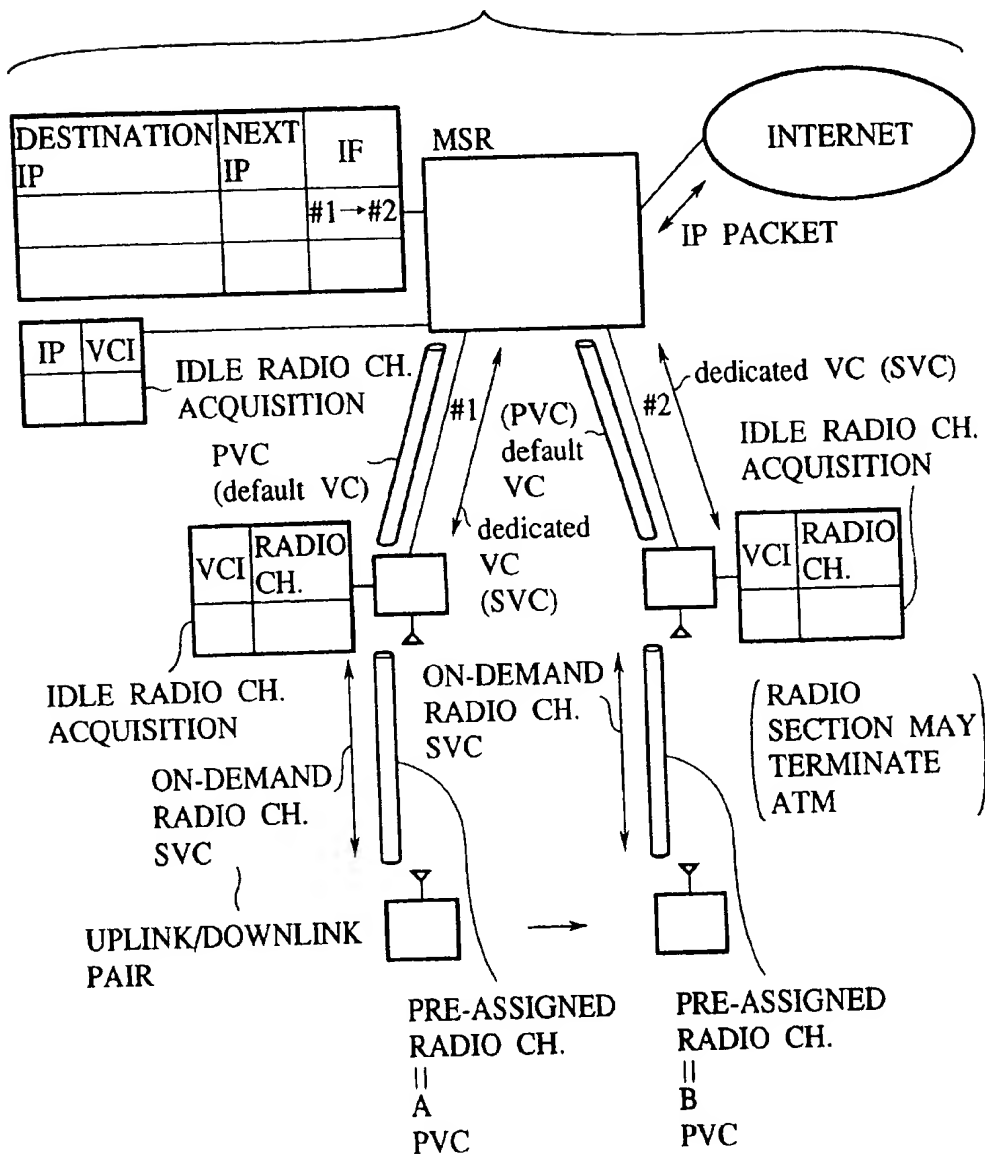 DESTINATION IP
NEXT IP
IF
#1→#2
MSR
INTERNET
IP PACKET
IP
VCI
IDLE RADIO CH.
ACQUISITION
PVC
(default VC)
#1
dedicated
VC
(SVC)
(PVC)
default
VC
#2
dedicated VC (SVC)
IDLE RADIO CH.
ACQUISITION
VCI
RADIO
CH.
VCI
RADIO
CH.
IDLE RADIO CH.
ACQUISITION
ON-DEMAND
RADIO CH.
SVC
UPLINK/DOWNLINK
PAIR
ON-DEMAND
RADIO CH.
SVC
(RADIO
SECTION MAY
TERMINATE
ATM)
PRE-ASSIGNED
RADIO CH.
||
A
PVC
PRE-ASSIGNED
RADIO CH.
||
B
PVC